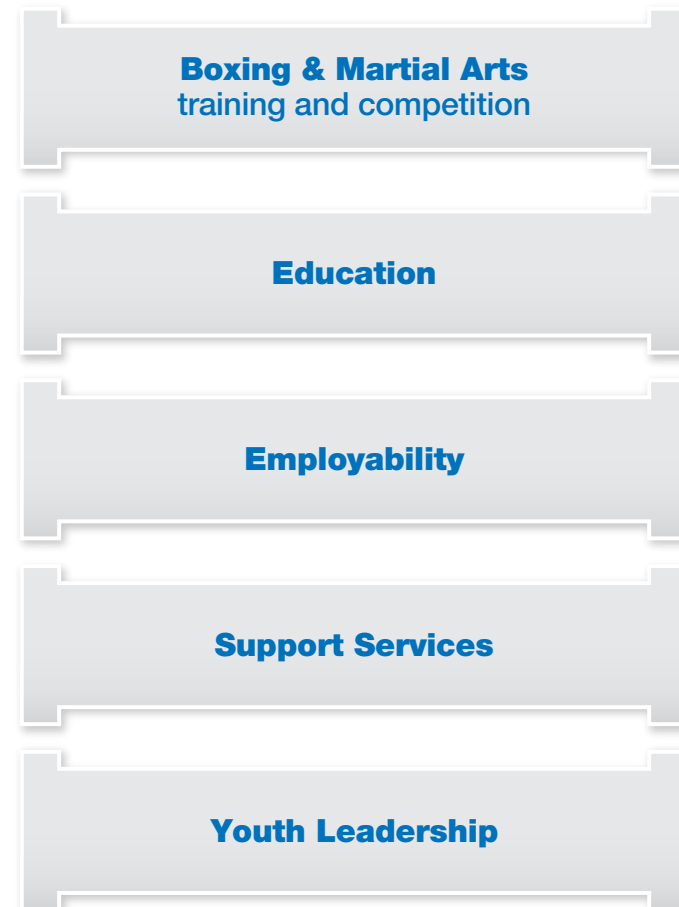 Boxing & Martial Arts
training and competition
Education
Employability
Support Services
Youth Leadership